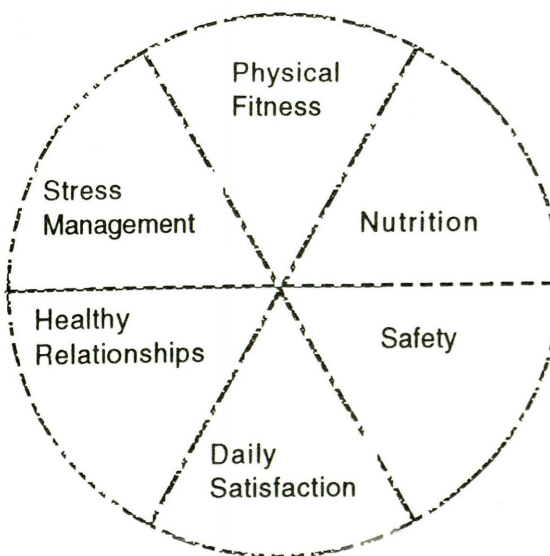 Physical
Fitness
Stress
Management
Nutrition
Healthy
Relationships
Safety
Daily
Satisfaction